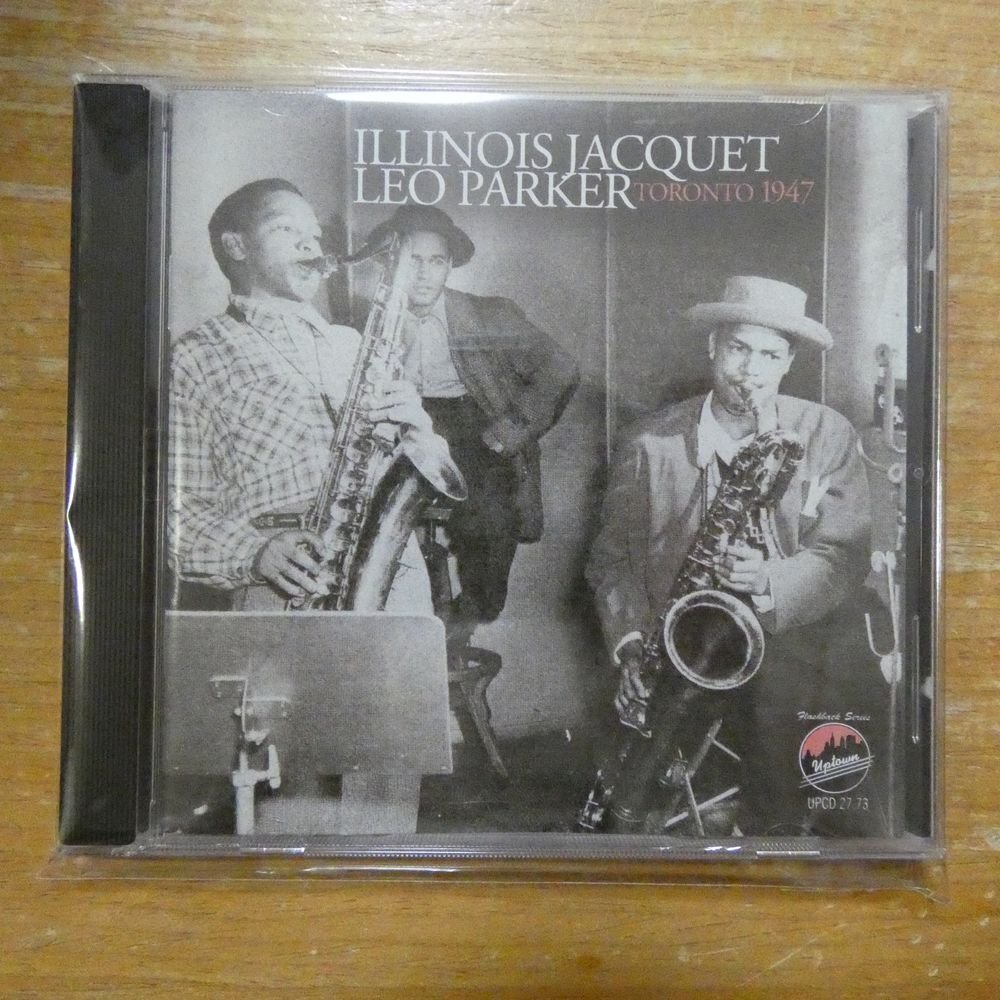 ILLINOIS JACQUET
LEO PARKER TORONTO 1947
Flashback Series
Uptown
UPCD 27.73